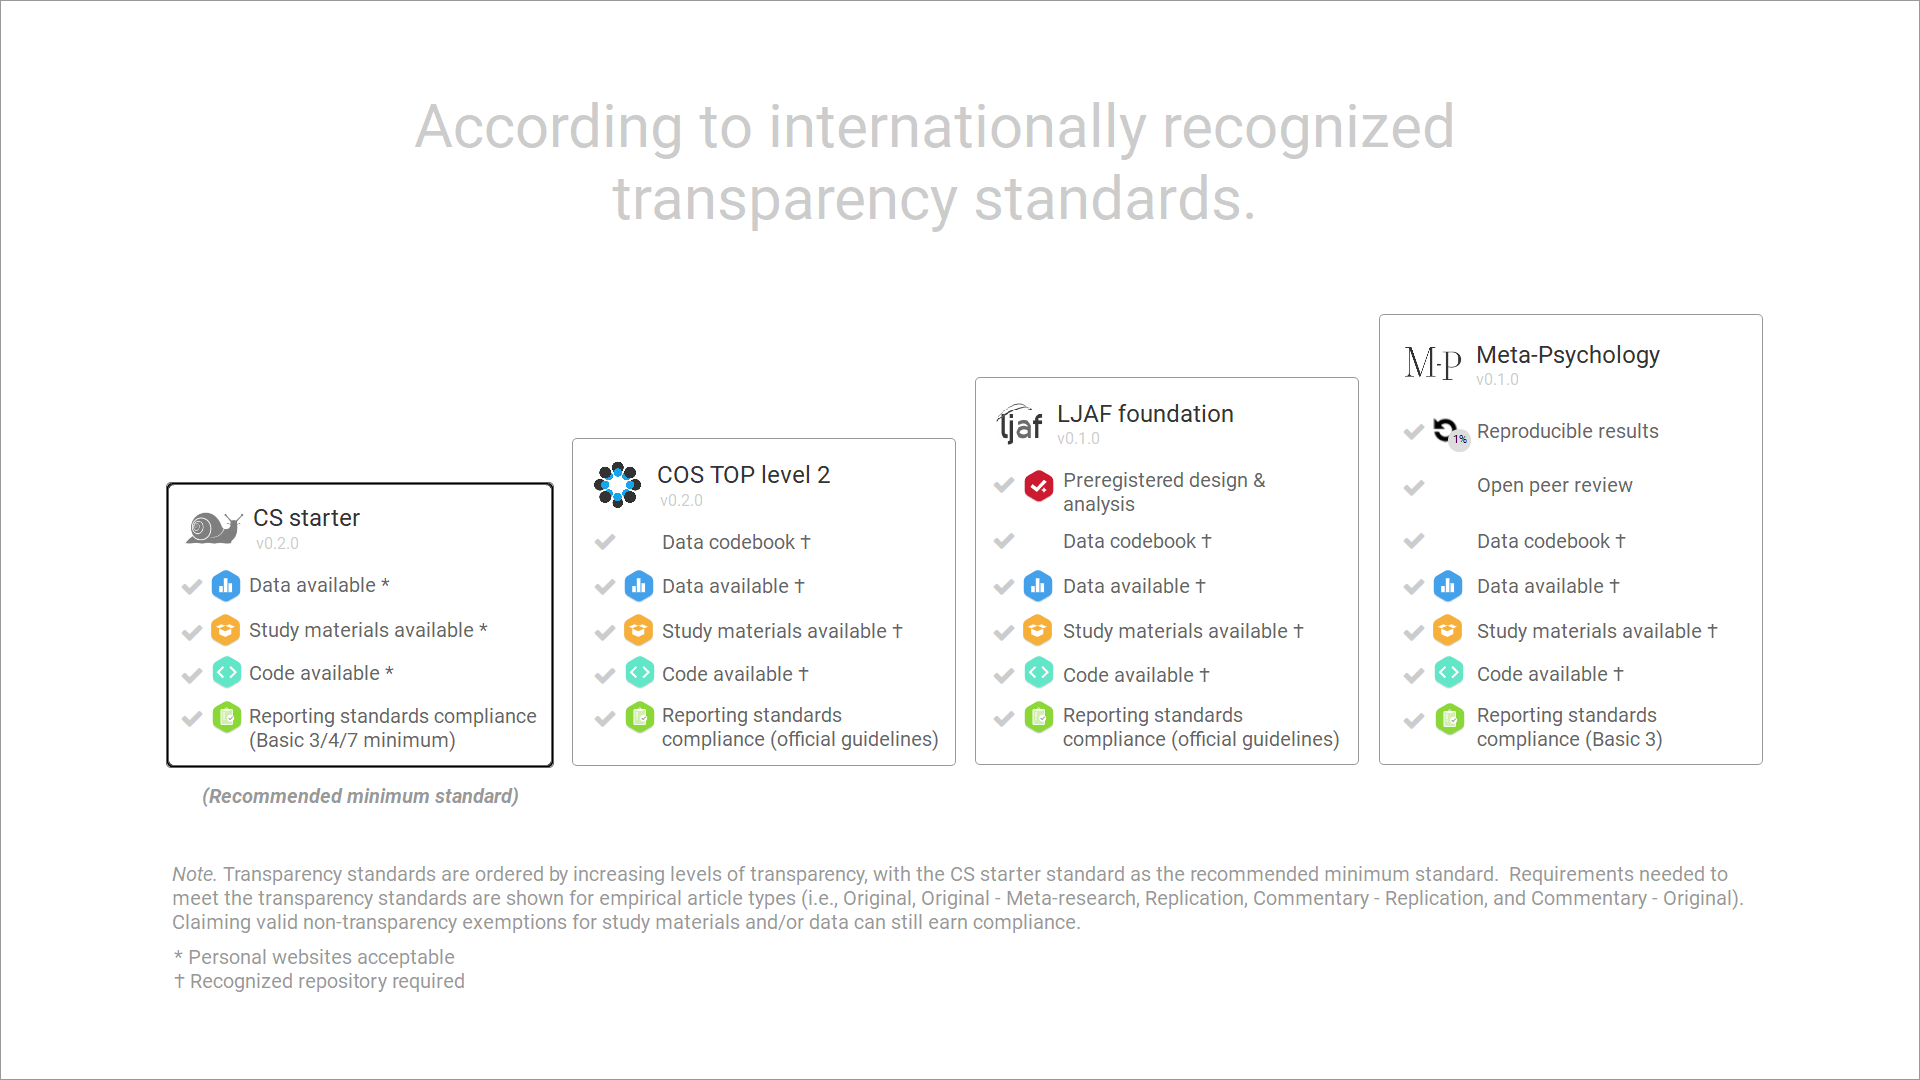 According to internationally recognized
transparency standards.
CS starter
v0.2.0
Data available *
Study materials available *
Code available *
Reporting standards compliance
(Basic 3/4/7 minimum)
(Recommended minimum standard)
COS TOP level 2
v0.2.0
Data codebook †
Data available †
Study materials available †
Code available †
Reporting standards
compliance (official guidelines)
ljaf
LJAF foundation
v0.1.0
Preregistered design &
analysis
Data codebook †
Data available †
Study materials available †
Code available †
Reporting standards
compliance (official guidelines)
M-P
Meta-Psychology
v0.1.0
1%
Reproducible results
Open peer review
Data codebook †
Data available †
Study materials available †
Code available †
Reporting standards
compliance (Basic 3)
Note. Transparency standards are ordered by increasing levels of transparency, with the CS starter standard as the recommended minimum standard. Requirements needed to
meet the transparency standards are shown for empirical article types (i.e., Original, Original - Meta-research, Replication, Commentary - Replication, and Commentary - Original).
Claiming valid non-transparency exemptions for study materials and/or data can still earn compliance.
* Personal websites acceptable
† Recognized repository required